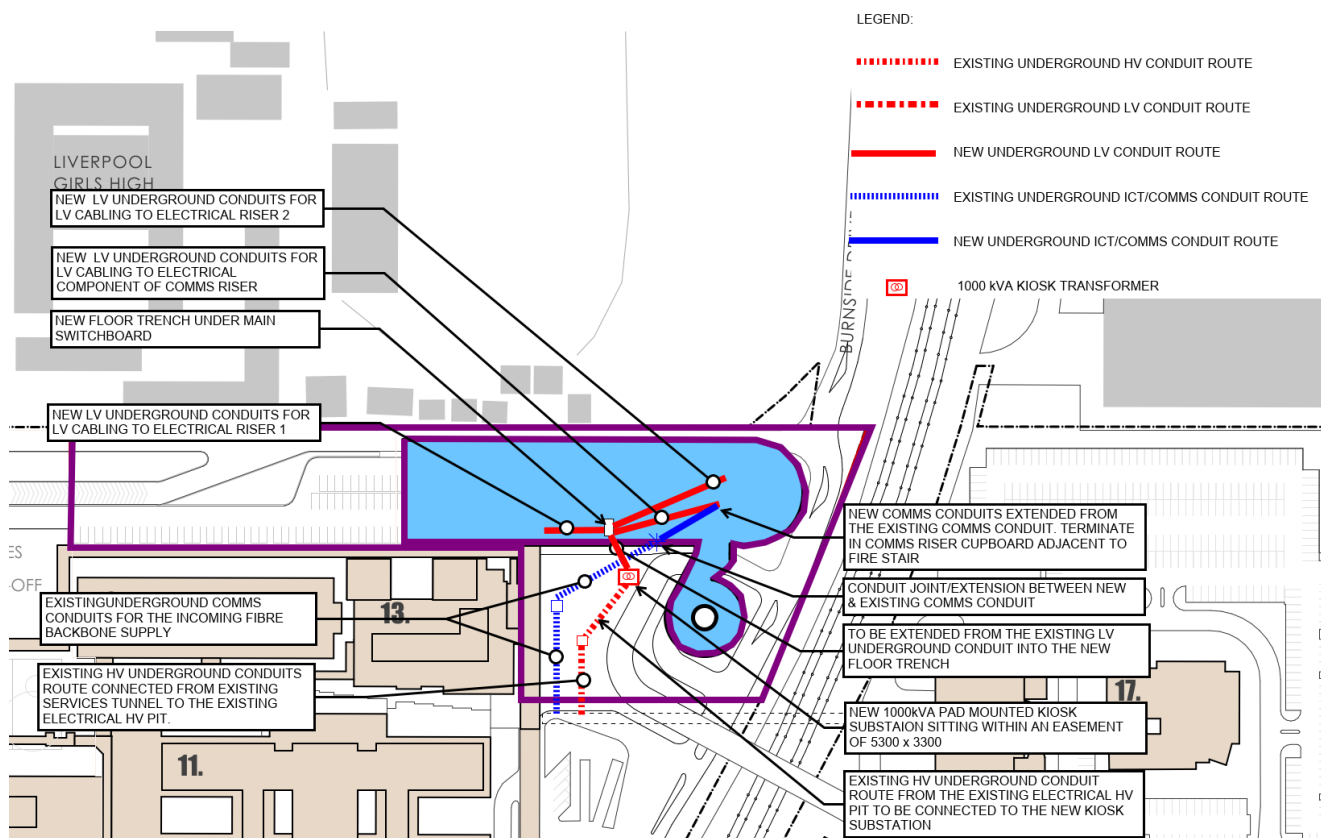 LEGEND:
EXISTING UNDERGROUND HV CONDUIT ROUTE
EXISTING UNDERGROUND LV CONDUIT ROUTE
NEW UNDERGROUND LV CONDUIT ROUTE
EXISTING UNDERGROUND ICT/COMMS CONDUIT ROUTE
NEW UNDERGROUND ICT/COMMS CONDUIT ROUTE
1000 kVA KIOSK TRANSFORMER
LIVERPOOL
GIRLS HIGH
NEW  LV UNDERGROUND CONDUITS FOR
LV CABLING TO ELECTRICAL RISER 2
NEW  LV UNDERGROUND CONDUITS FOR
LV CABLING TO ELECTRICAL
COMPONENT OF COMMS RISER
NEW FLOOR TRENCH UNDER MAIN
SWITCHBOARD
NEW LV UNDERGROUND CONDUITS FOR
LV CABLING TO ELECTRICAL RISER 1
BURNSIDE
ES
OFF
EXISTINGUNDERGROUND COMMS
CONDUITS FOR THE INCOMING FIBRE
BACKBONE SUPPLY
13.
EXISTING HV UNDERGROUND CONDUITS
ROUTE CONNECTED FROM EXISTING
SERVICES TUNNEL TO THE EXISTING
ELECTRICAL HV PIT.
11.
NEW COMMS CONDUITS EXTENDED FROM
THE EXISTING COMMS CONDUIT. TERMINATE
IN COMMS RISER CUPBOARD ADJACENT TO
FIRE STAIR
CONDUIT JOINT/EXTENSION BETWEEN NEW
& EXISTING COMMS CONDUIT
TO BE EXTENDED FROM THE EXISTING LV
UNDERGROUND CONDUIT INTO THE NEW
FLOOR TRENCH
17.
NEW 1000kVA PAD MOUNTED KIOSK
SUBSTAION SITTING WITHIN AN EASEMENT
OF 5300 x 3300
EXISTING HV UNDERGROUND CONDUIT
ROUTE FROM THE EXISTING ELECTRICAL HV
PIT TO BE CONNECTED TO THE NEW KIOSK
SUBSTATION